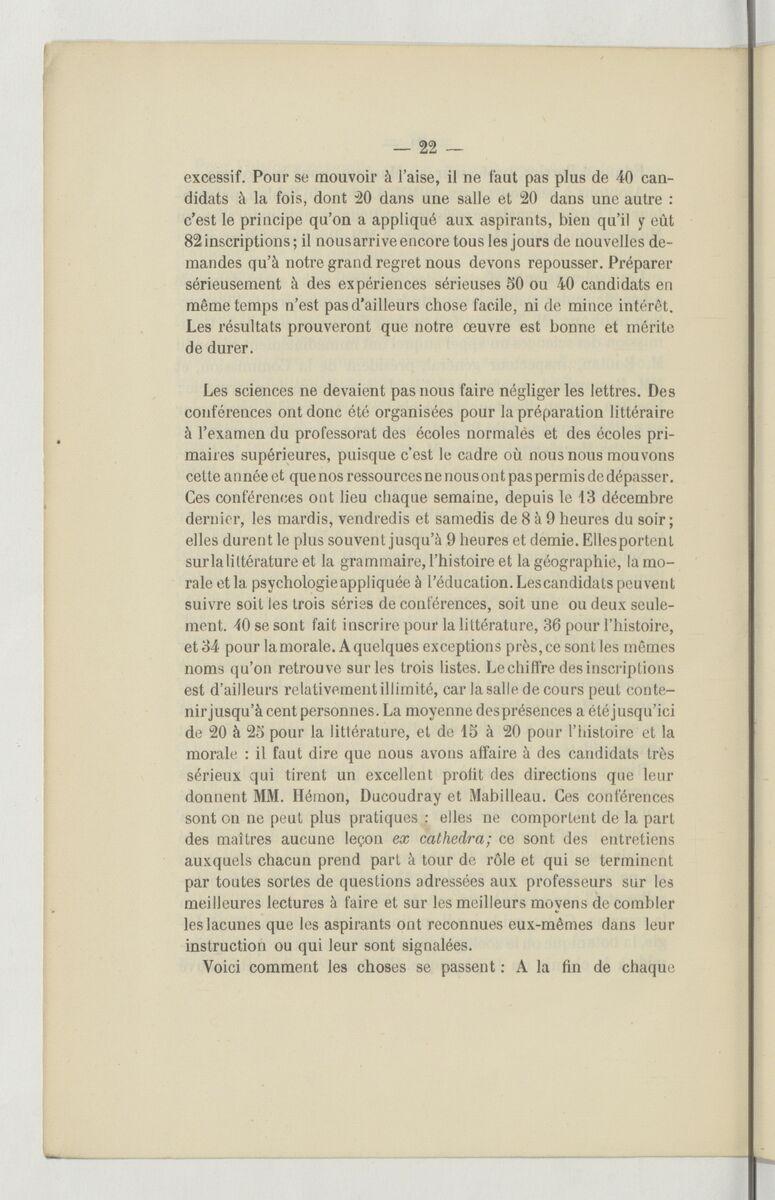 — 22 —
excessif. Pour se mouvoir à l'aise, il ne faut pas plus de 40 can-
didats à la fois, dont 20 dans une salle et 20 dans une autre :
c'est le principe qu'on a appliqué aux aspirants, bien qu'il y eût
82 inscriptions ; il nous arrive encore tous les jours de nouvelles de-
mandes qu'à notre grand regret nous devons repousser. Préparer
sérieusement à des expériences sérieuses 50 ou 40 candidats en
même temps n'est pas d'ailleurs chose facile, ni de mince intérêt.
Les résultats prouveront que notre œuvre est bonne et mérite
de durer.
Les sciences ne devaient pas nous faire négliger les lettres. Des
conférences ont donc été organisées pour la préparation littéraire
à l'examen du professorat des écoles normales et des écoles pri-
maires supérieures, puisque c'est le cadre où nous nous mouvons
cette année et que nos ressources ne nous ont pas permis de dépasser.
Ces conférences ont lieu chaque semaine, depuis le 13 décembre
dernier, les mardis, vendredis et samedis de 8 à 9 heures du soir ;
elles durent le plus souvent jusqu'à 9 heures et demie. Elles portent
sur la littérature et la grammaire, l'histoire et la géographie, la mo-
rale et la psychologie appliquée à l'éducation. Les candidats peuvent
suivre soit les trois séries de conférences, soit une ou deux seule-
ment. 40 se sont fait inscrire pour la littérature, 36 pour l'histoire,
et 34 pour la morale. A quelques exceptions près, ce sont les mêmes
noms qu'on retrouve sur les trois listes. Le chiffre des inscriptions
est d'ailleurs relativement illimité, car la salle de cours peut conte-
nir jusqu'à cent personnes. La moyenne des présences a été jusqu'ici
de 20 à 25 pour la littérature, et de 15 à 20 pour l'histoire et la
morale : il faut dire que nous avons affaire à des candidats très
sérieux qui tirent un excellent profit des directions que leur
donnent MM. Hémon, Ducoudray et Mabilleau. Ces conférences
sont on ne peut plus pratiques : elles ne comportent de la part
des maîtres aucune leçon ex cathedra; ce sont des entretiens
auxquels chacun prend part à tour de rôle et qui se terminent
par toutes sortes de questions adressées aux professeurs sur les
meilleures lectures à faire et sur les meilleurs moyens de combler
les lacunes que les aspirants ont reconnues eux-mêmes dans leur
instruction ou qui leur sont signalées.
Voici comment les choses se passent : A la fin de chaque